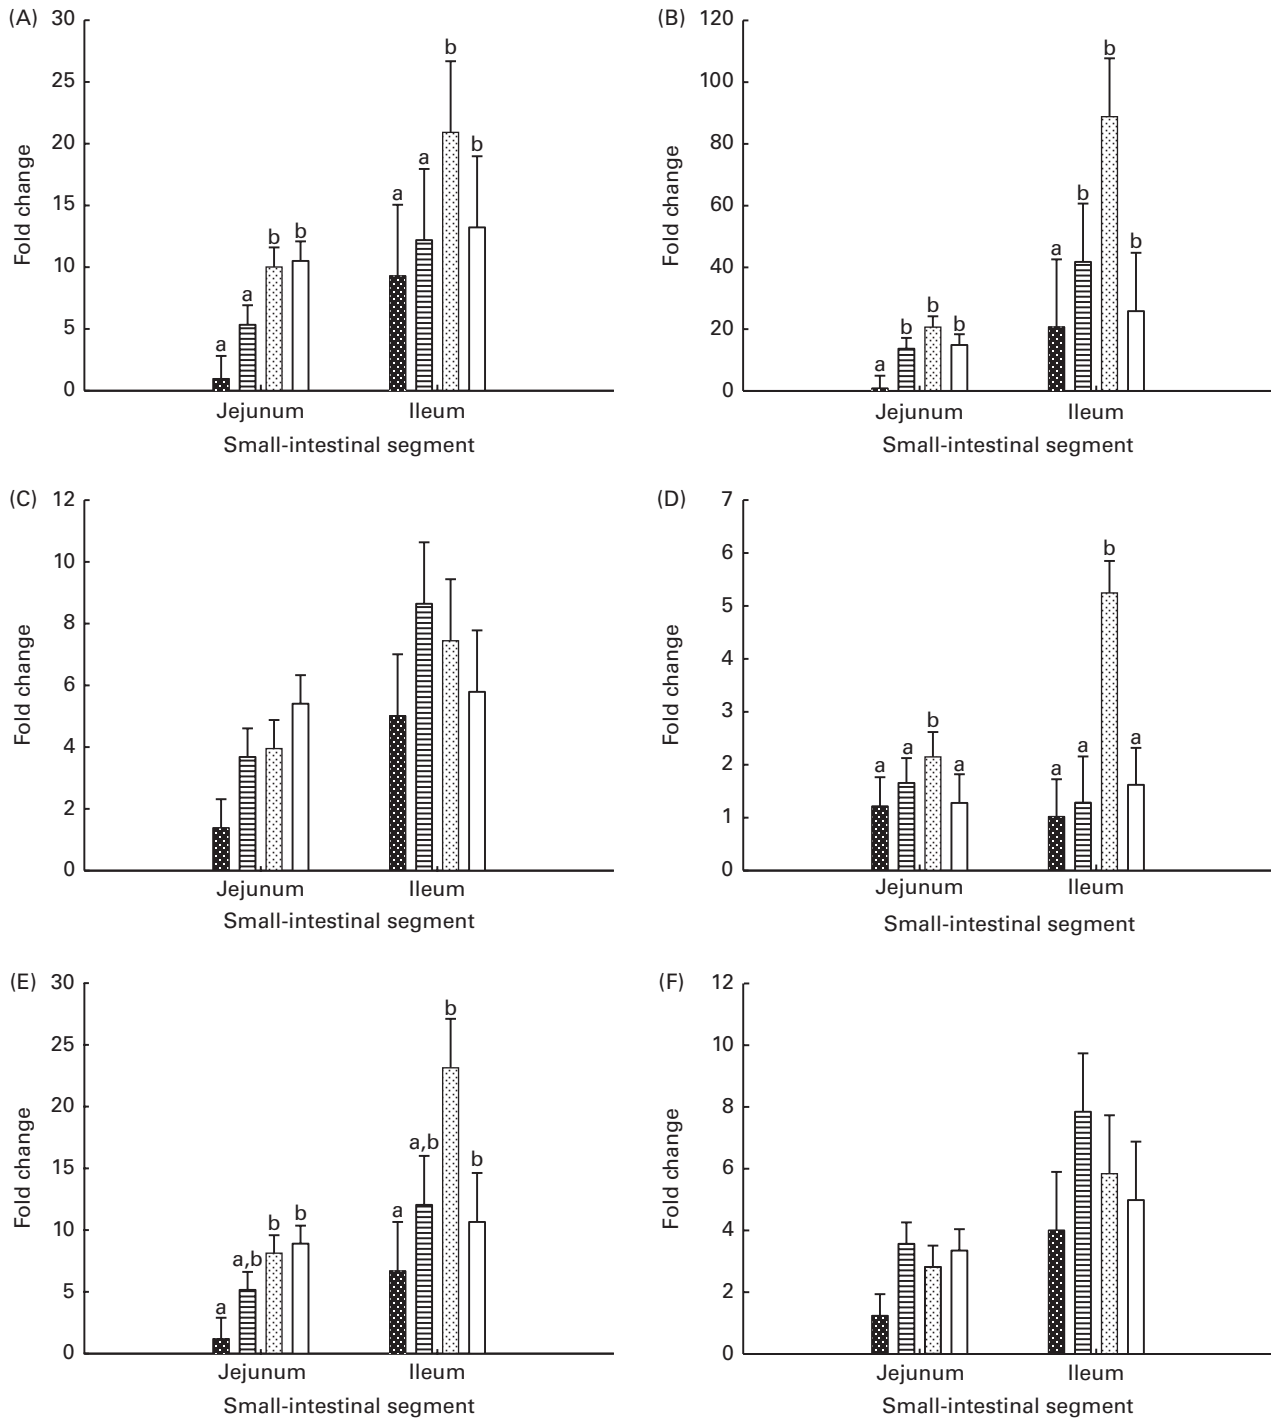 (A)
30
25
20
15
10
5
0
Fold change
a
a
b
b
a
a
b
b
Jejunum
Ileum
Small-intestinal segment
(B)
120
100
80
60
40
20
0
Fold change
a
b
b
b
a
b
b
b
Jejunum
Ileum
Small-intestinal segment
(C)
12
10
8
6
4
2
0
Fold change
Jejunum
Ileum
Small-intestinal segment
(D)
7
6
5
4
3
2
1
0
Fold change
a
a
b
a
a
a
b
a
Jejunum
Ileum
Small-intestinal segment
(E)
30
25
20
15
10
5
0
Fold change
a
a,b
b
b
a
a,b
b
b
Jejunum
Ileum
Small-intestinal segment
(F)
12
10
8
6
4
2
0
Fold change
Jejunum
Ileum
Small-intestinal segment